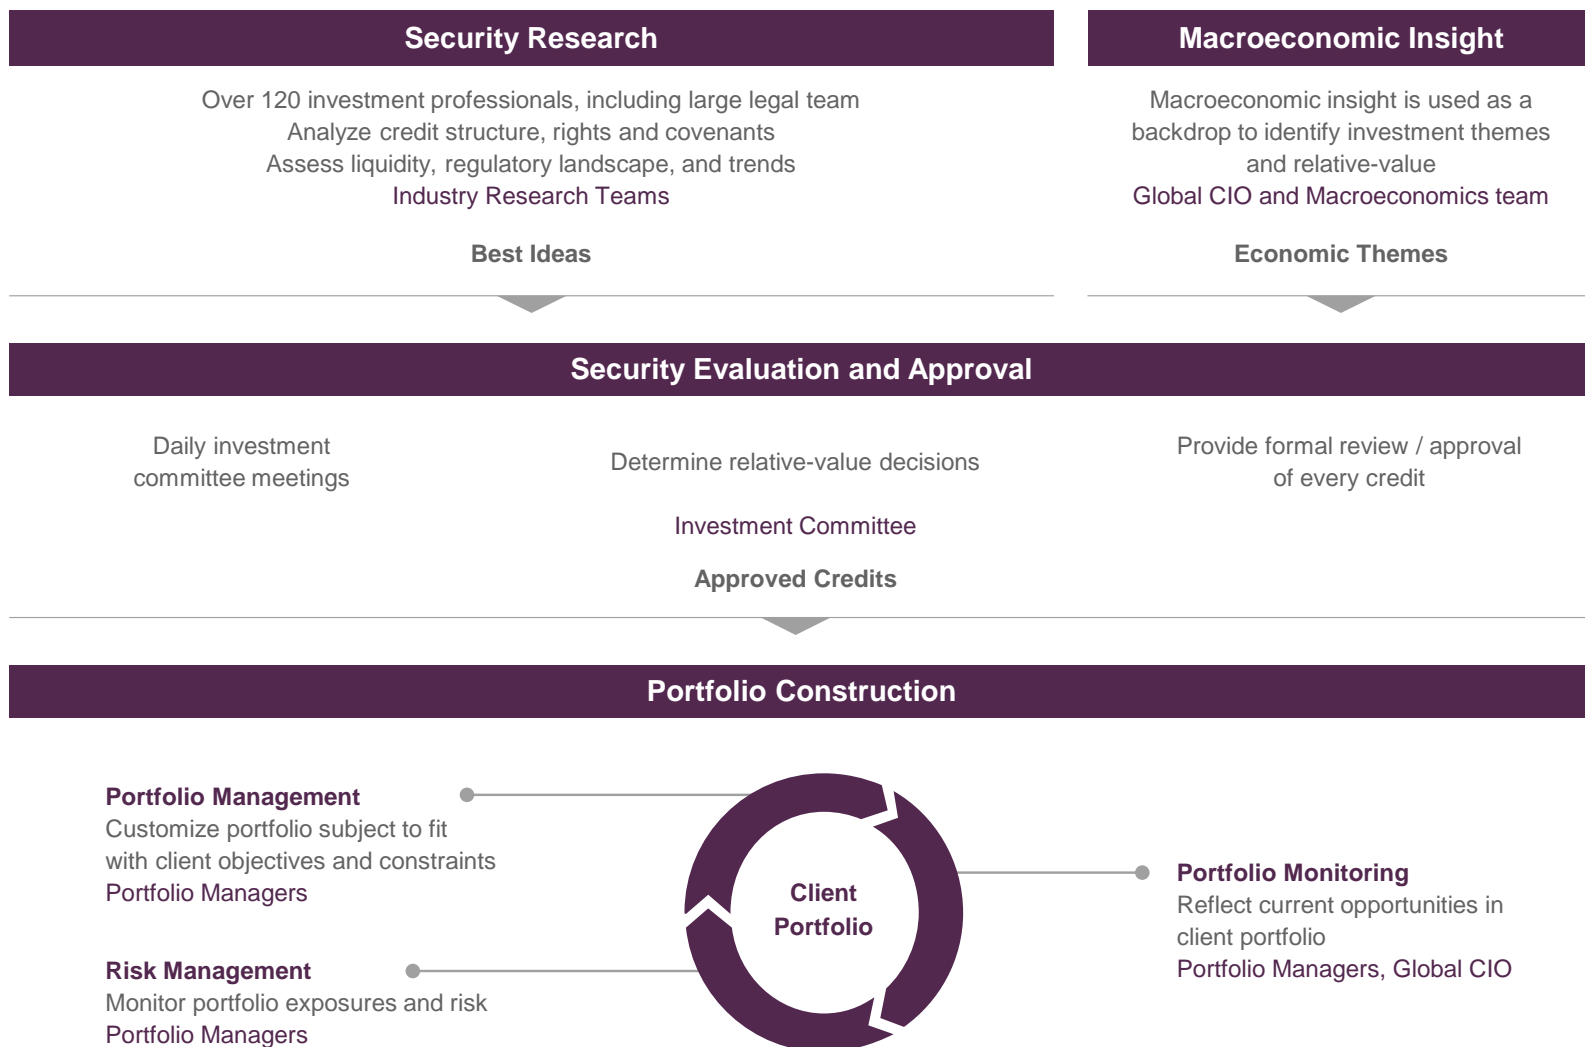 Security Research
Over 120 investment professionals, including large legal team
Analyze credit structure, rights and covenants
Assess liquidity, regulatory landscape, and trends
Industry Research Teams
Best Ideas
Macroeconomic Insight
Macroeconomic insight is used as a
backdrop to identify investment themes
and relative-value
Global CIO and Macroeconomics team
Economic Themes
Security Evaluation and Approval
Daily investment
committee meetings
Determine relative-value decisions
Provide formal review / approval
of every credit
Investment Committee
Approved Credits
Portfolio Construction
Portfolio Management
Customize portfolio subject to fit
with client objectives and constraints
Portfolio Managers
Risk Management
Monitor portfolio exposures and risk
Portfolio Managers
Client
Portfolio
Portfolio Monitoring
Reflect current opportunities in
client portfolio
Portfolio Managers, Global CIO